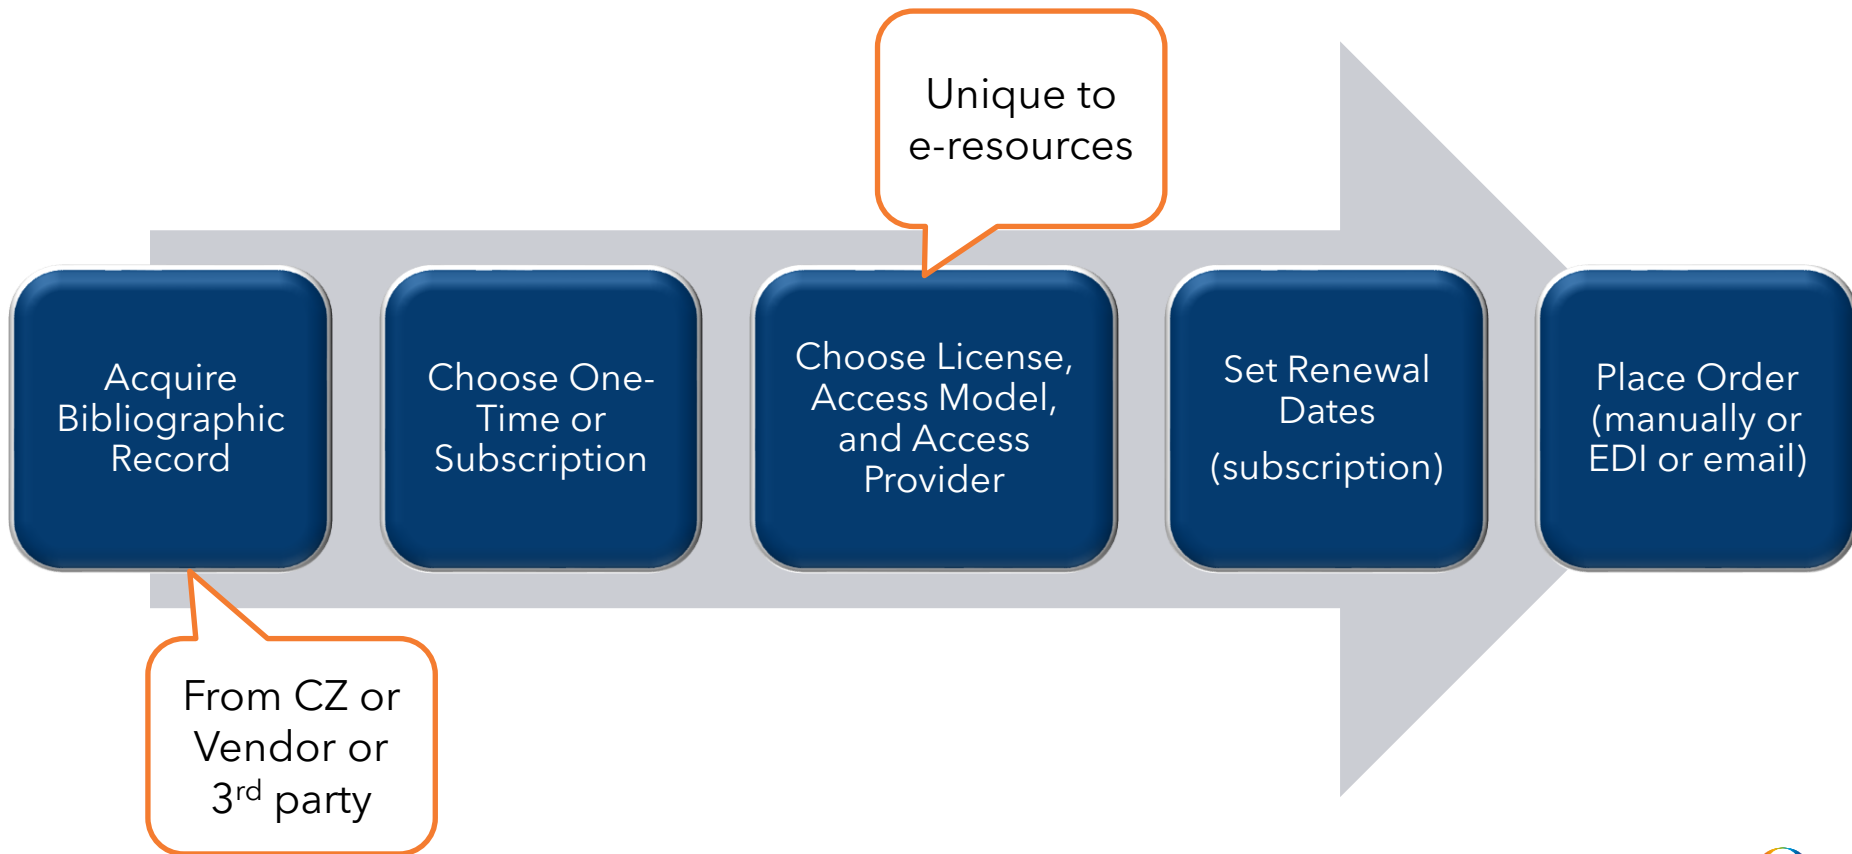 Unique to
e-resources
Acquire
Bibliographic
Record
Choose One-
Time or
Subscription
Choose License,
Access Model,
and Access
Provider
Set Renewal
Dates
(subscription)
Place Order
(manually or
EDI or email)
From CZ or
Vendor or
3rd party